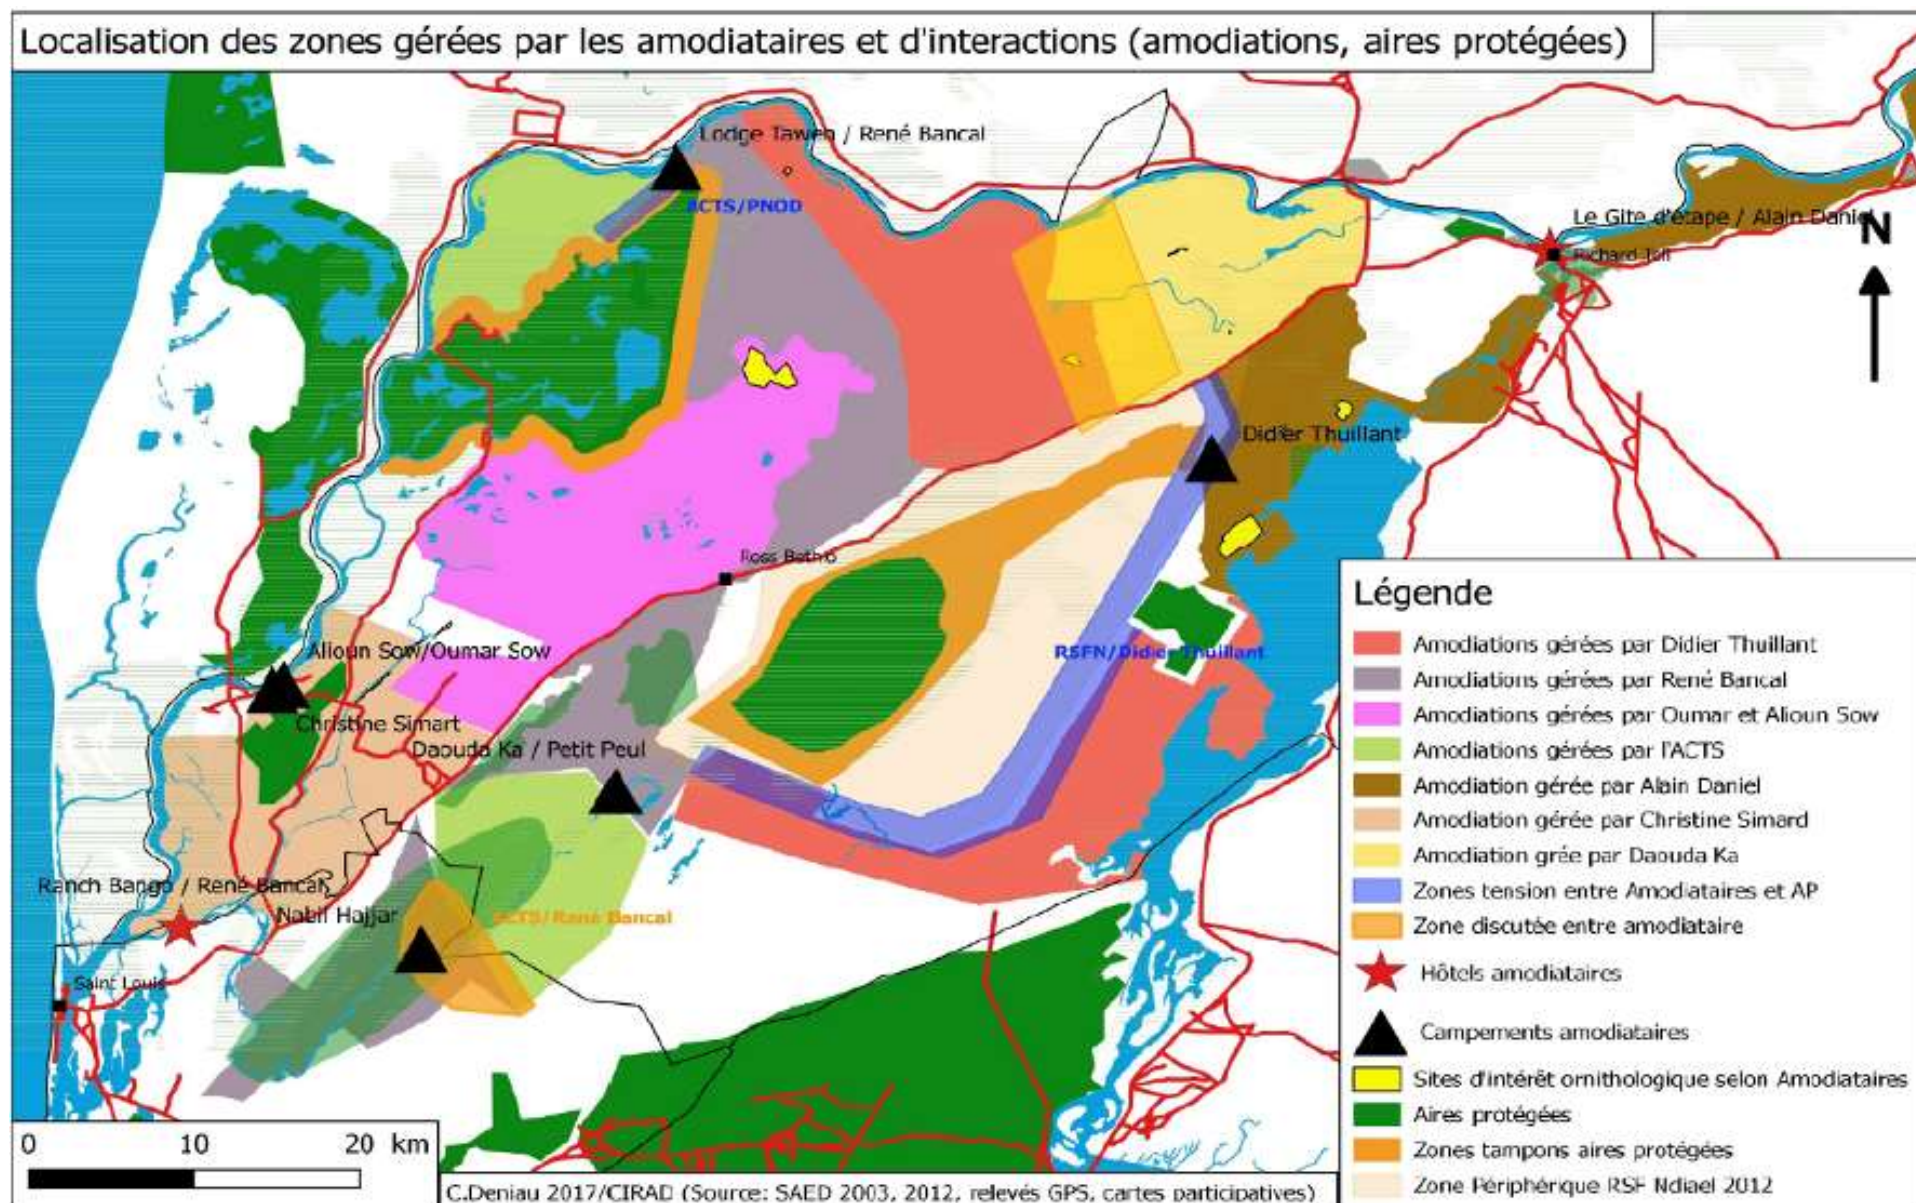 Localisation des zones gérées par les amodiataires et d'interactions (amodiations, aires protégées)
Lodge Tawen / René Bancal
ACTS/PNOD
Le Gite d'étape / Alain Daniel
N
Richard Toll
Didier Thuillant
Ross Bethio
Alioun Sow/Oumar Sow
RSFN/Didier Thuillant
Christine Simart
Daouda Ka / Petit Peul
Ranch Bango / René Bancal
Nabil Hajjar
ACTS/René Bancal
Saint Louis
Légende
Amodiations gérées par Didier Thuillant
Amodiations gérées par René Bancal
Amodiations gérées par Oumar et Alioun Sow
Amodiations gérées par l'ACTS
Amodiation gérée par Alain Daniel
Amodiation gérée par Christine Simard
Amodiation grée par Daouda Ka
Zones tension entre Amodiataires et AP
Zone discutée entre amodiataire
Hôtels amodiataires
Campements amodiataires
Sites d'intérêt ornithologique selon Amodiataires
Aires protégées
Zones tampons aires protégées
Zone Périphérique RSF Ndiael 2012
0 10 20 km
C.Deniau 2017/CIRAD (Source: SAED 2003, 2012, relevés GPS, cartes participatives)